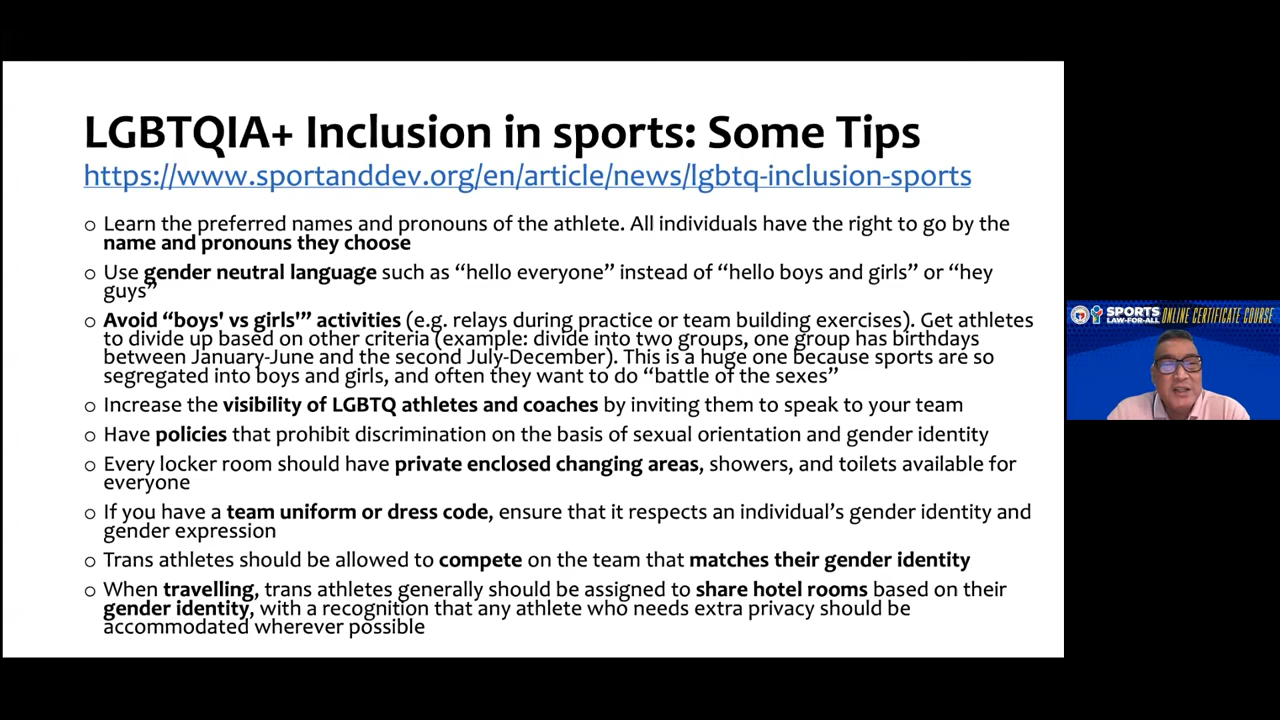 LGBTQIA+ Inclusion in sports: Some Tips
https://www.sportanddev.org/en/article/news/lgbtq-inclusion-sports
o Learn the preferred names and pronouns of the athlete. All individuals have the right to go by the
name and pronouns they choose
o Use gender neutral language such as “hello everyone” instead of “hello boys and girls” or “hey
guys”
o Avoid “boys' vs girls'” activities (e.g. relays during practice or team building exercises). Get athletes
to divide up based on other criteria (example: divide into two groups, one group has birthdays
between January-June and the second July-December). This is a huge one because sports are so
segregated into boys and girls, and often they want to do “battle of the sexes”
o Increase the visibility of LGBTQ athletes and coaches by inviting them to speak to your team
o Have policies that prohibit discrimination on the basis of sexual orientation and gender identity
o Every locker room should have private enclosed changing areas, showers, and toilets available for
everyone
o If you have a team uniform or dress code, ensure that it respects an individual’s gender identity and
gender expression
o Trans athletes should be allowed to compete on the team that matches their gender identity
o When travelling, trans athletes generally should be assigned to share hotel rooms based on their
gender identity, with a recognition that any athlete who needs extra privacy should be
accommodated wherever possible
SPORTS
LAW-FOR-ALL
ONLINE CERTIFICATE COURSE